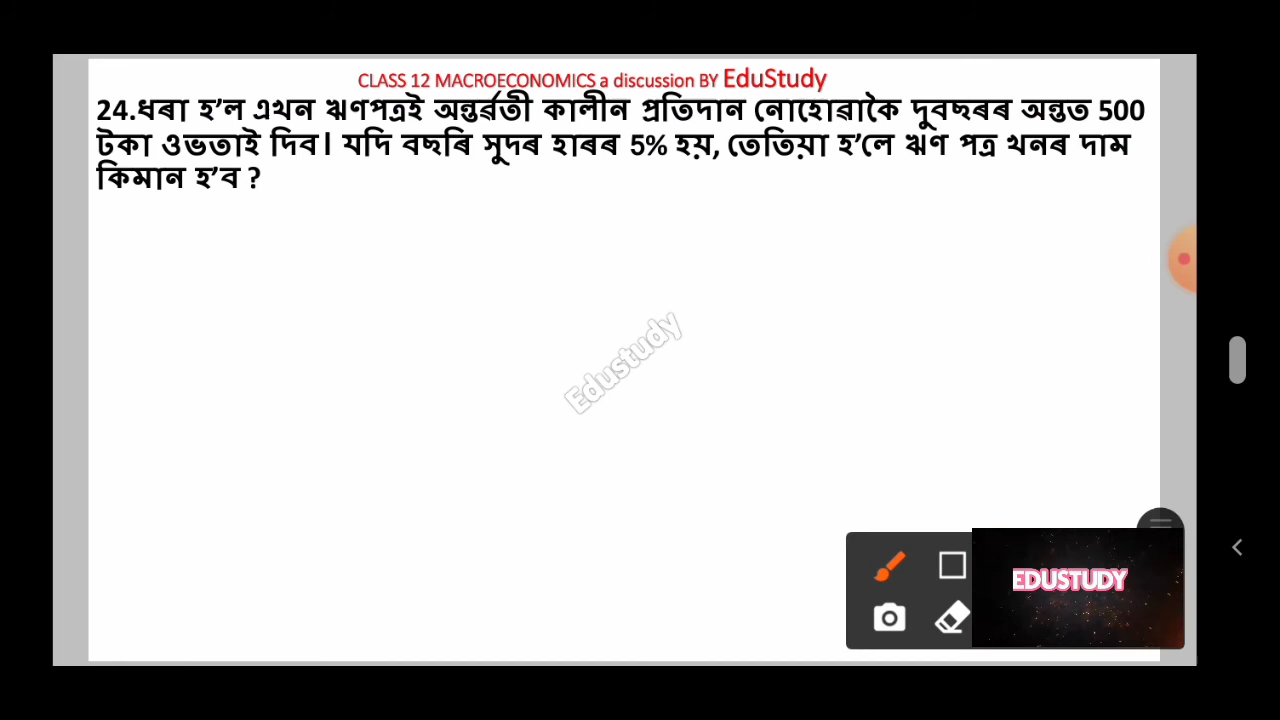 CLASS 12 MACROECONOMICS a discussion BY EduStudy
24.ধৰা হ’ল এখন ঋণপত্ৰই অন্তৰ্ৱতী কালীন প্ৰতিদান নোহোৱাকৈ দুবছৰৰ অন্তত 500
টকা ওভতাই দিব। যদি বছৰি সুদৰ হাৰৰ 5% হয়, তেতিয়া হ’লে ঋণ পত্ৰ খনৰ দাম
কিমান হ’ব ?
Edustudy
EDUSTUDY